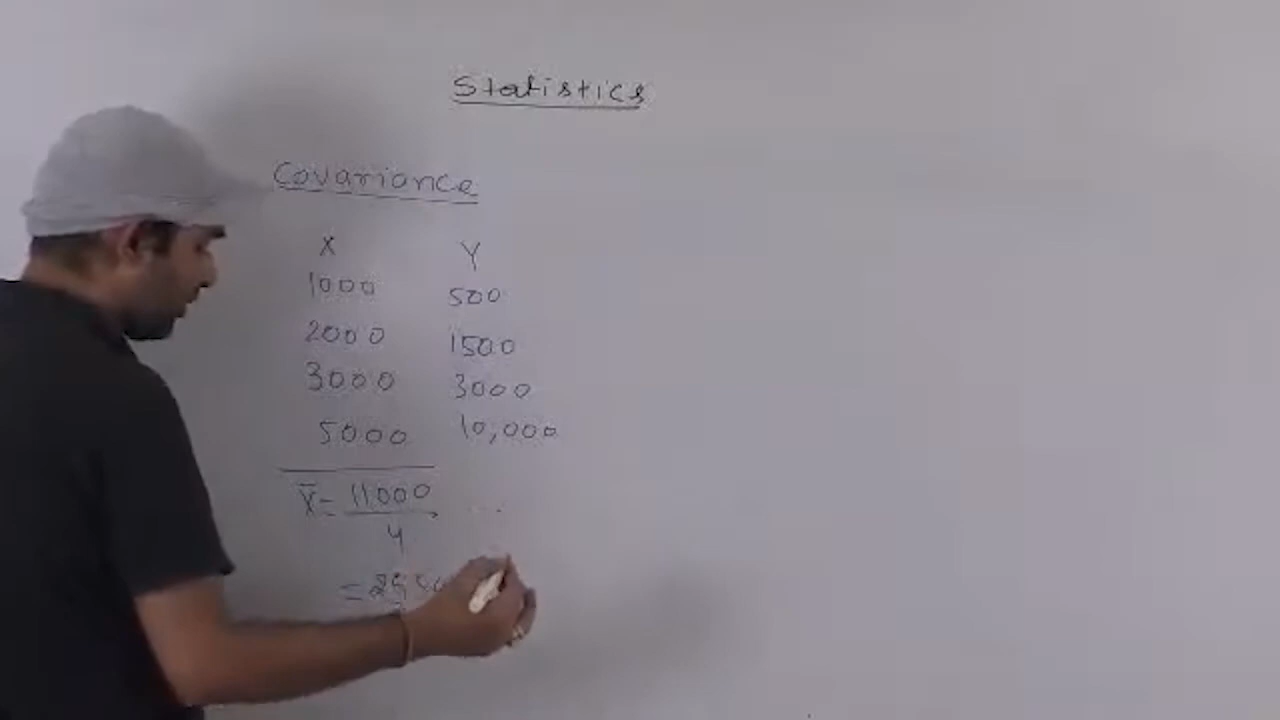 Statistics
Covariance
X Y
1000 500
2000 1500
3000 3000
5000 10,000
X̄ = 11000
4
=